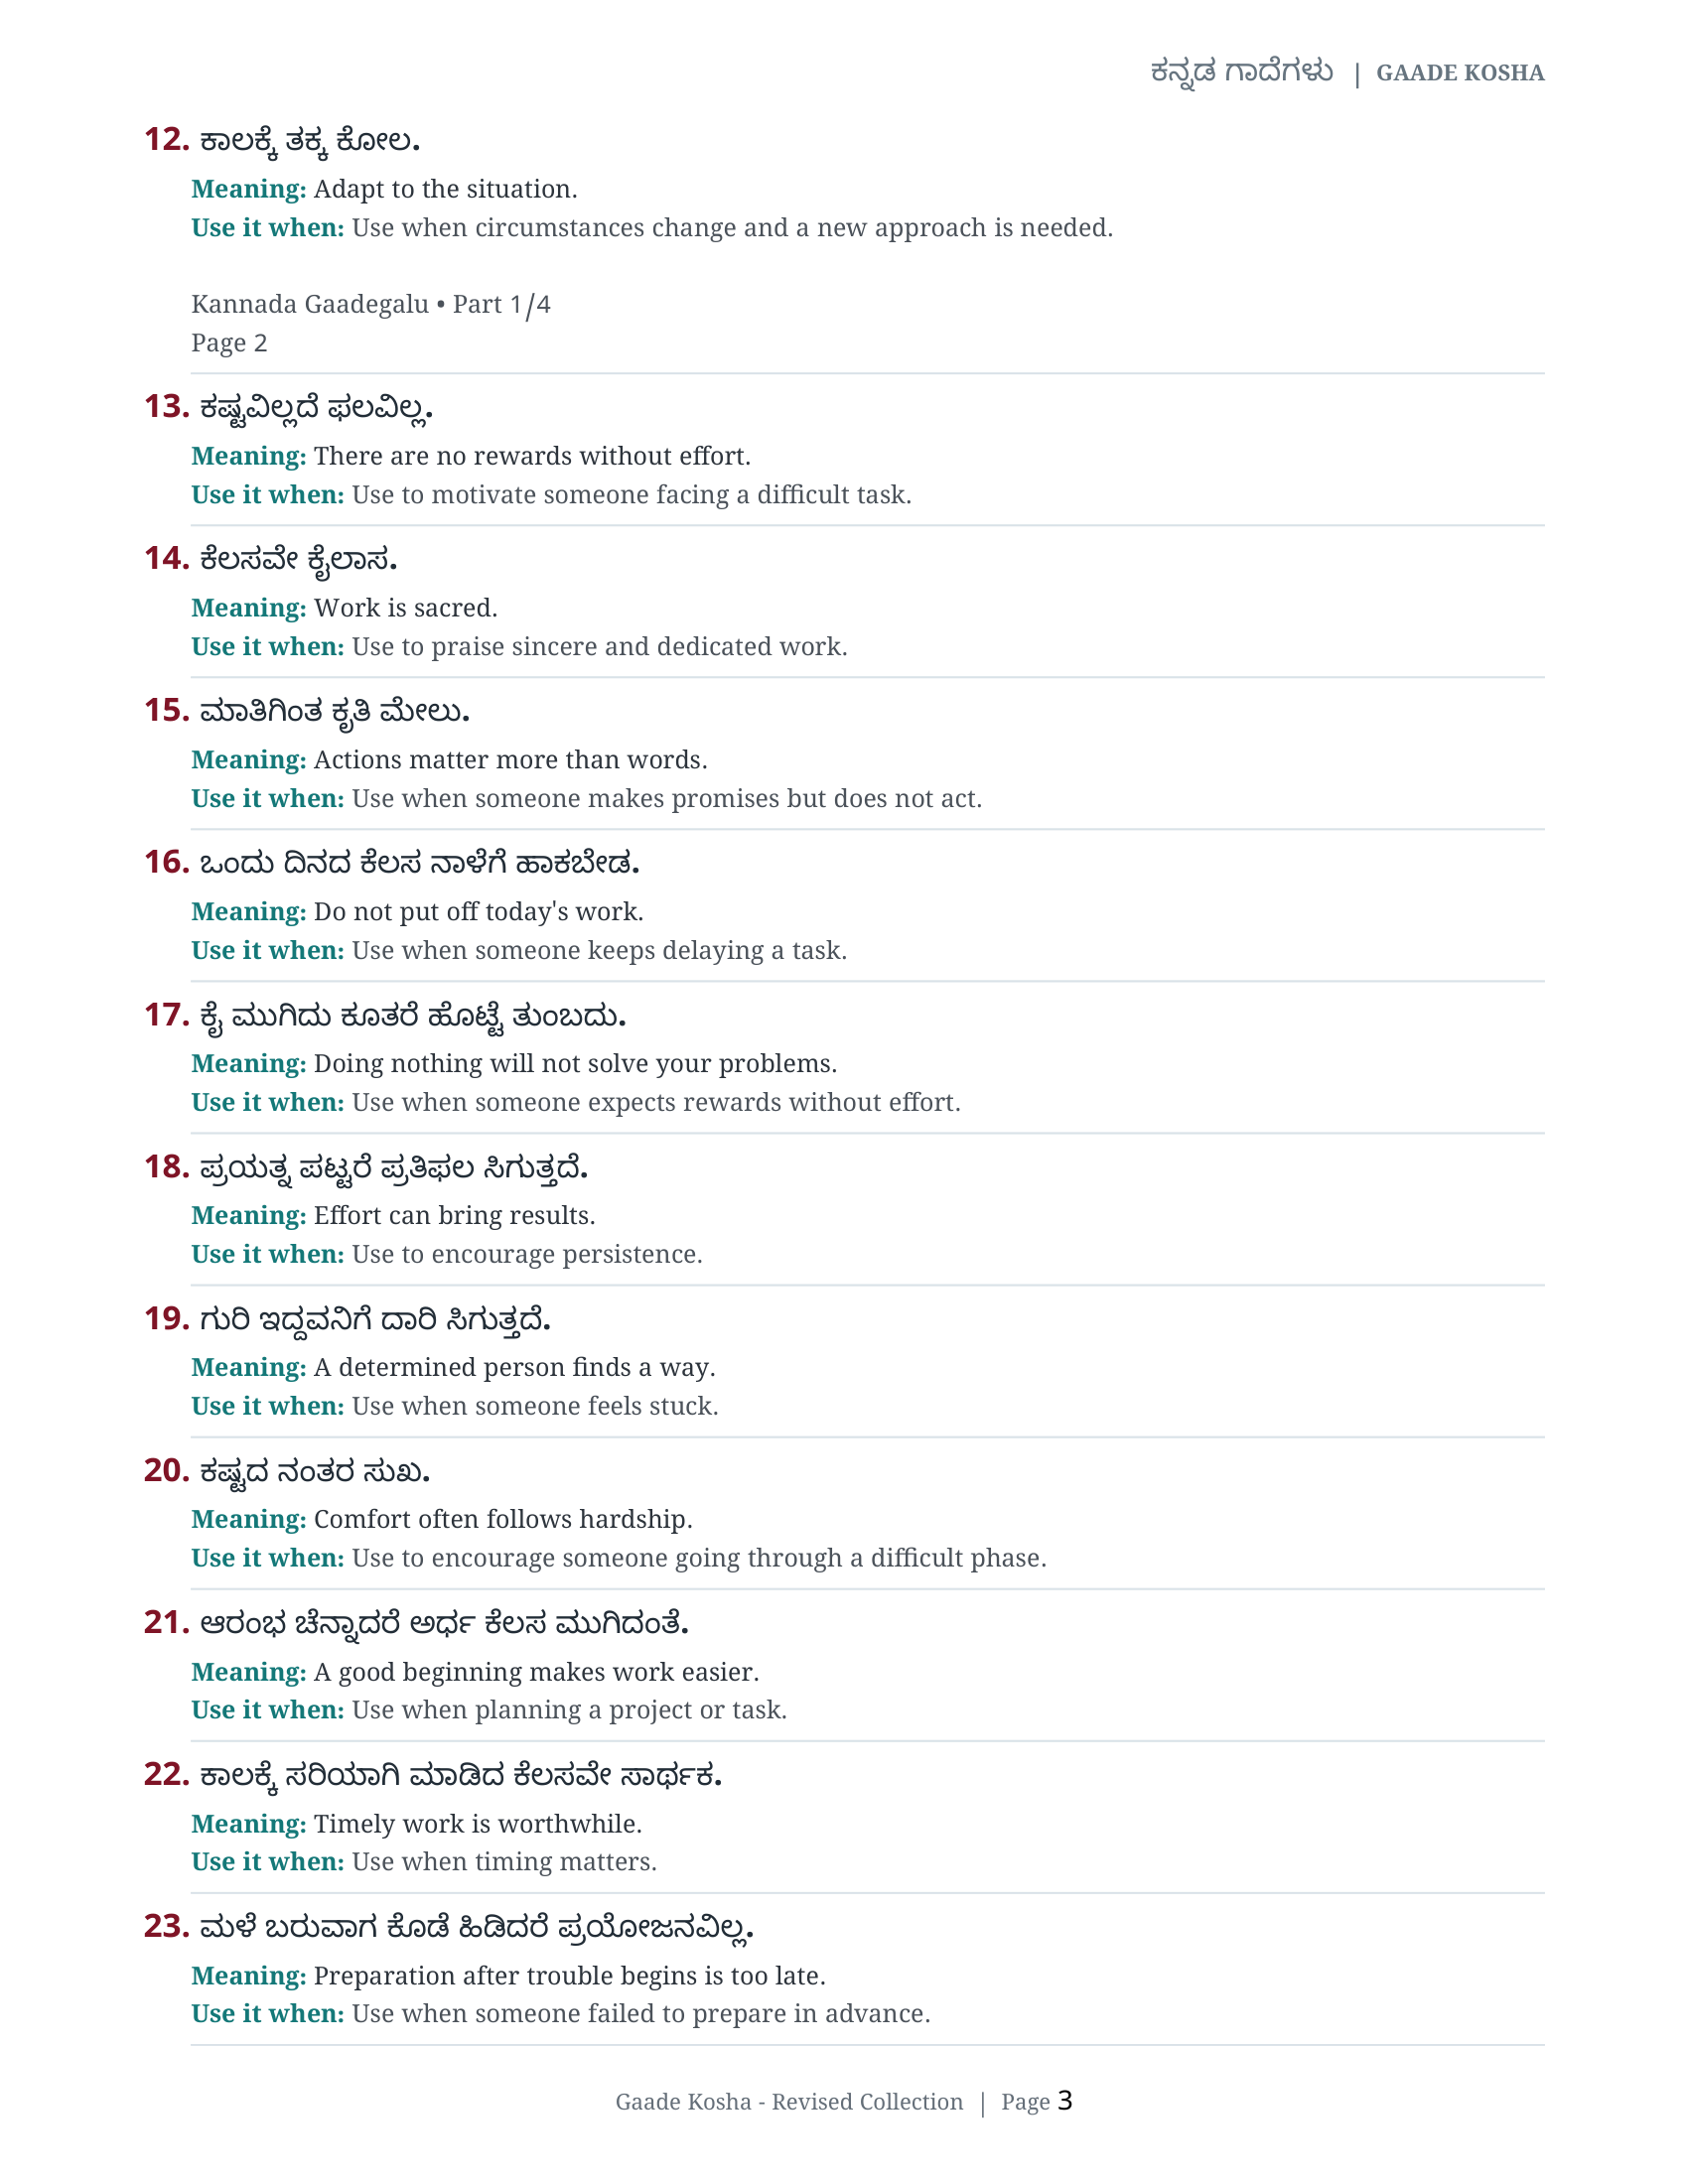 ಕನ್ನಡ ಗಾದೆಗಳು | GAADE KOSHA
12. ಕಾಲಕ್ಕೆ ತಕ್ಕ ಕೋಲ.
Meaning: Adapt to the situation.
Use it when: Use when circumstances change and a new approach is needed.
Kannada Gaadegalu • Part 1/4
Page 2
13. ಕಷ್ಟವಿಲ್ಲದೆ ಫಲವಿಲ್ಲ.
Meaning: There are no rewards without effort.
Use it when: Use to motivate someone facing a difficult task.
14. ಕೆಲಸವೇ ಕೈಲಾಸ.
Meaning: Work is sacred.
Use it when: Use to praise sincere and dedicated work.
15. ಮಾತಿಗಿಂತ ಕೃತಿ ಮೇಲು.
Meaning: Actions matter more than words.
Use it when: Use when someone makes promises but does not act.
16. ಒಂದು ದಿನದ ಕೆಲಸ ನಾಳೆಗೆ ಹಾಕಬೇಡ.
Meaning: Do not put off today's work.
Use it when: Use when someone keeps delaying a task.
17. ಕೈ ಮುಗಿದು ಕೂತರೆ ಹೊಟ್ಟೆ ತುಂಬದು.
Meaning: Doing nothing will not solve your problems.
Use it when: Use when someone expects rewards without effort.
18. ಪ್ರಯತ್ನ ಪಟ್ಟರೆ ಪ್ರತಿಫಲ ಸಿಗುತ್ತದೆ.
Meaning: Effort can bring results.
Use it when: Use to encourage persistence.
19. ಗುರಿ ಇದ್ದವನಿಗೆ ದಾರಿ ಸಿಗುತ್ತದೆ.
Meaning: A determined person finds a way.
Use it when: Use when someone feels stuck.
20. ಕಷ್ಟದ ನಂತರ ಸುಖ.
Meaning: Comfort often follows hardship.
Use it when: Use to encourage someone going through a difficult phase.
21. ಆರಂಭ ಚೆನ್ನಾದರೆ ಅರ್ಧ ಕೆಲಸ ಮುಗಿದಂತೆ.
Meaning: A good beginning makes work easier.
Use it when: Use when planning a project or task.
22. ಕಾಲಕ್ಕೆ ಸರಿಯಾಗಿ ಮಾಡಿದ ಕೆಲಸವೇ ಸಾರ್ಥಕ.
Meaning: Timely work is worthwhile.
Use it when: Use when timing matters.
23. ಮಳೆ ಬರುವಾಗ ಕೊಡೆ ಹಿಡಿದರೆ ಪ್ರಯೋಜನವಿಲ್ಲ.
Meaning: Preparation after trouble begins is too late.
Use it when: Use when someone failed to prepare in advance.
Gaade Kosha - Revised Collection | Page 3